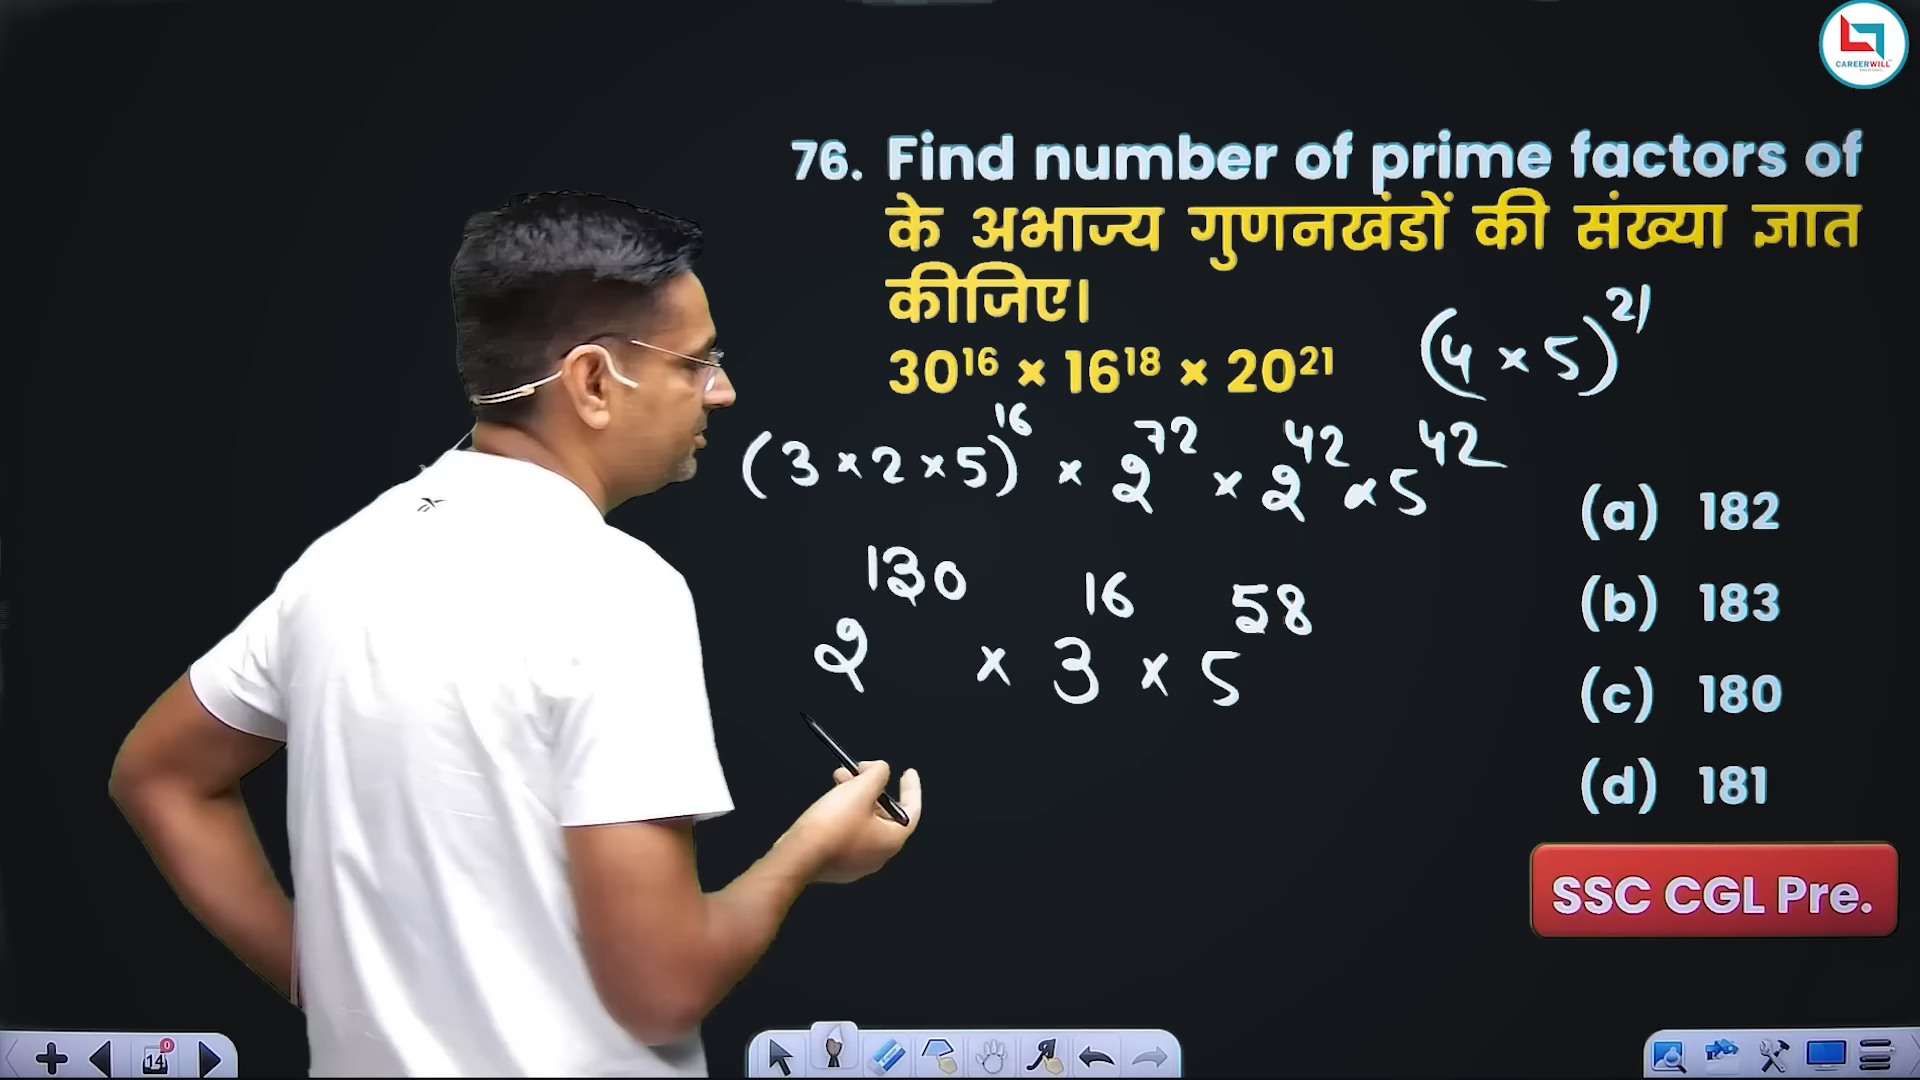 CAREERWILL
76. Find number of prime factors of
के अभाज्य गुणनखंडों की संख्या ज्ञात
कीजिए।
30¹⁶ × 16¹⁸ × 20²¹
(4 × 5)²¹
(3 × 2 × 5)¹⁶ × 2⁷² × 2⁴² × 5⁴²
2¹³⁰ × 3¹⁶ × 5⁵⁸
(a) 182
(b) 183
(c) 180
(d) 181
SSC CGL Pre.
14
0